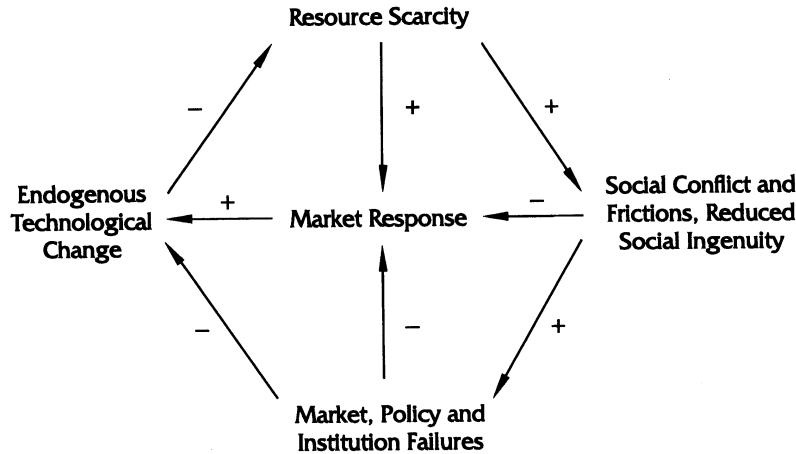 Resource Scarcity
−
+
+
Endogenous
Technological
Change
+
Market Response
−
Social Conflict and
Frictions, Reduced
Social Ingenuity
−
−
+
Market, Policy and
Institution Failures